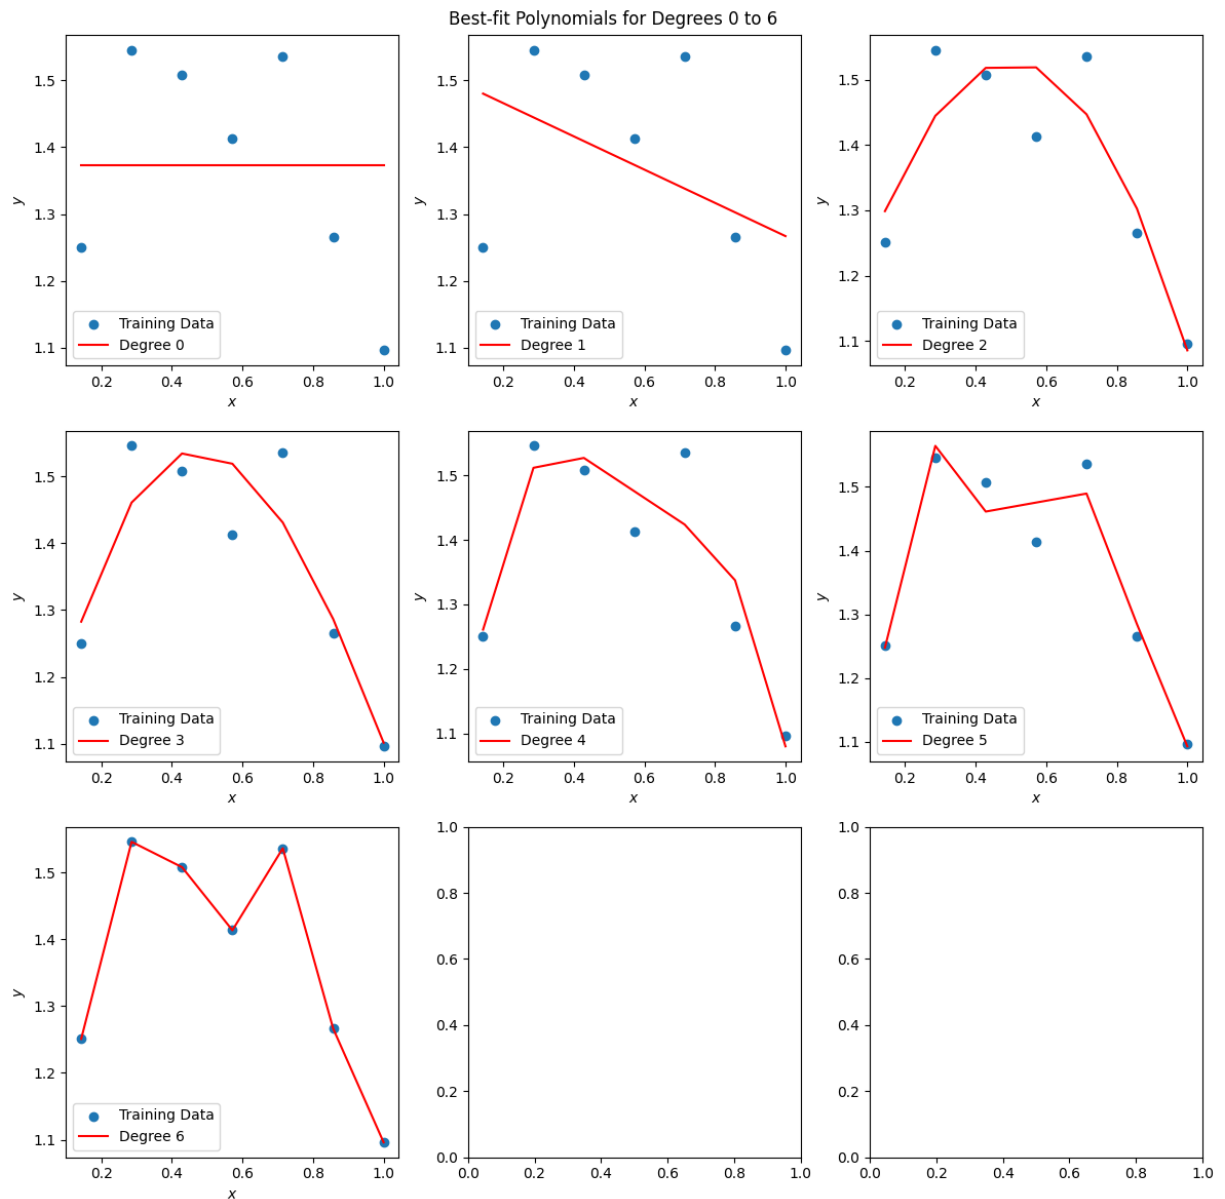 Best-fit Polynomials for Degrees 0 to 6
1.5
1.4
1.3
1.2
1.1
y
Training Data
Degree 0
0.2 0.4 0.6 0.8 1.0
x
1.5
1.4
1.3
1.2
1.1
y
Training Data
Degree 1
0.2 0.4 0.6 0.8 1.0
x
1.5
1.4
1.3
1.2
1.1
y
Training Data
Degree 2
0.2 0.4 0.6 0.8 1.0
x
1.5
1.4
1.3
1.2
1.1
y
Training Data
Degree 3
0.2 0.4 0.6 0.8 1.0
x
1.5
1.4
1.3
1.2
1.1
y
Training Data
Degree 4
0.2 0.4 0.6 0.8 1.0
x
1.5
1.4
1.3
1.2
1.1
y
Training Data
Degree 5
0.2 0.4 0.6 0.8 1.0
x
1.5
1.4
1.3
1.2
1.1
y
Training Data
Degree 6
0.2 0.4 0.6 0.8 1.0
x
1.0
0.8
0.6
0.4
0.2
0.0
0.0 0.2 0.4 0.6 0.8 1.0
1.0
0.8
0.6
0.4
0.2
0.0
0.0 0.2 0.4 0.6 0.8 1.0